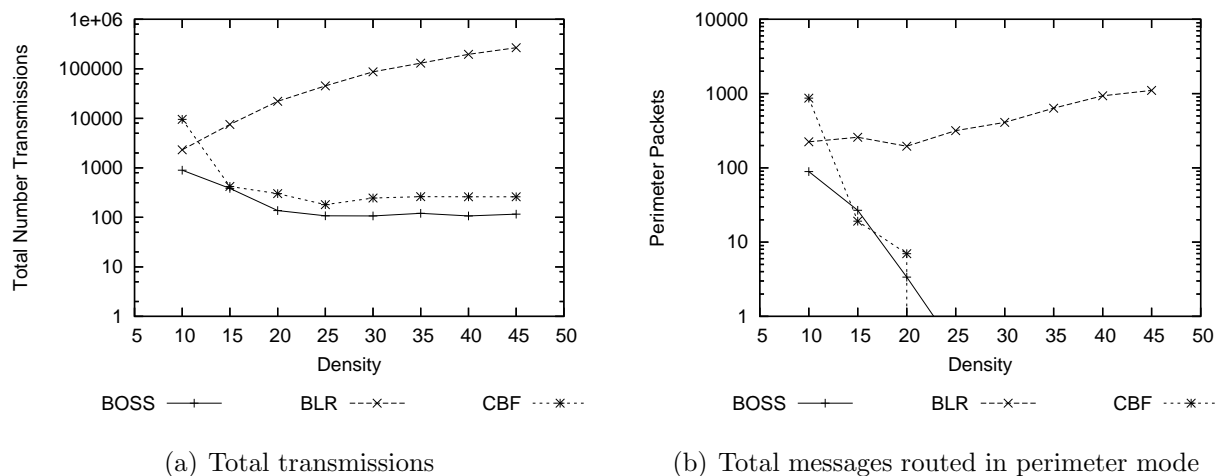 Total Number Transmissions
1e+06
100000
10000
1000
100
10
1
5 10 15 20 25 30 35 40 45 50
Density
BOSS BLR CBF
(a) Total transmissions
Perimeter Packets
10000
1000
100
10
1
5 10 15 20 25 30 35 40 45 50
Density
BOSS BLR CBF
(b) Total messages routed in perimeter mode